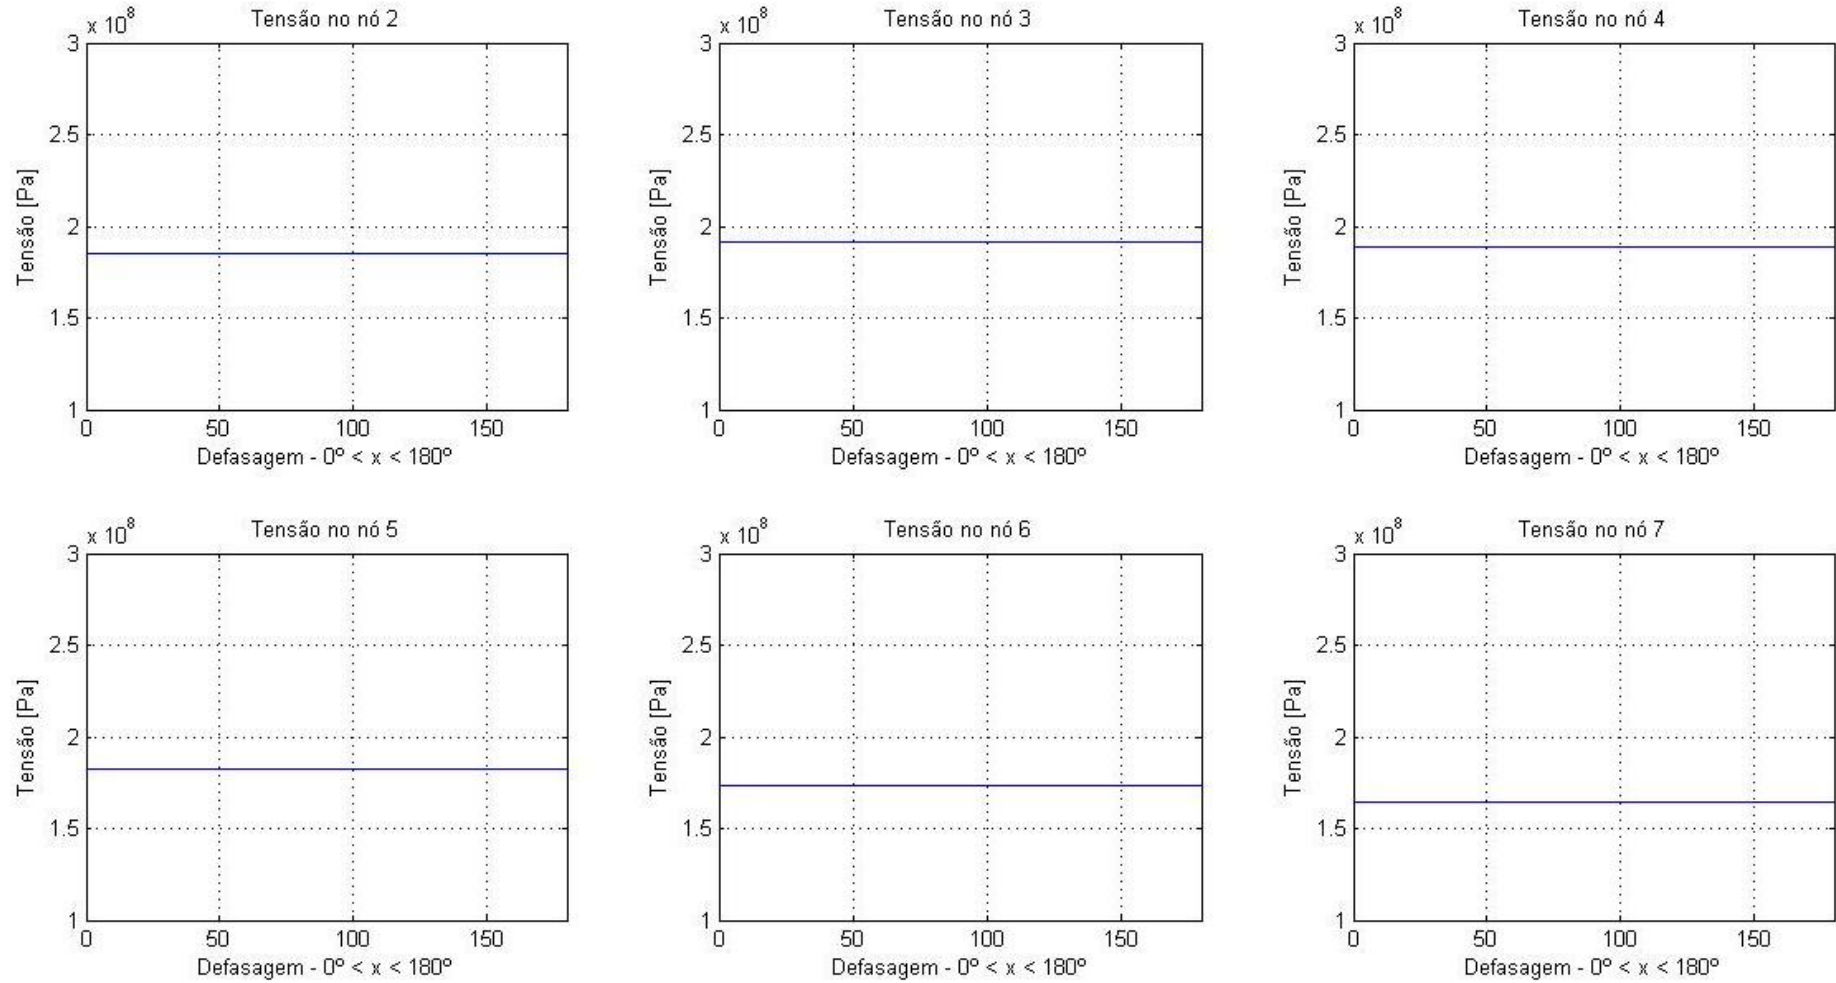 Tensão no nó 2
x 10^8
3
2.5
2
1.5
1
0 50 100 150
Tensão [Pa]
Defasagem - 0º < x < 180º
Tensão no nó 3
x 10^8
3
2.5
2
1.5
1
0 50 100 150
Tensão [Pa]
Defasagem - 0º < x < 180º
Tensão no nó 4
x 10^8
3
2.5
2
1.5
1
0 50 100 150
Tensão [Pa]
Defasagem - 0º < x < 180º
Tensão no nó 5
x 10^8
3
2.5
2
1.5
1
0 50 100 150
Tensão [Pa]
Defasagem - 0º < x < 180º
Tensão no nó 6
x 10^8
3
2.5
2
1.5
1
0 50 100 150
Tensão [Pa]
Defasagem - 0º < x < 180º
Tensão no nó 7
x 10^8
3
2.5
2
1.5
1
0 50 100 150
Tensão [Pa]
Defasagem - 0º < x < 180º